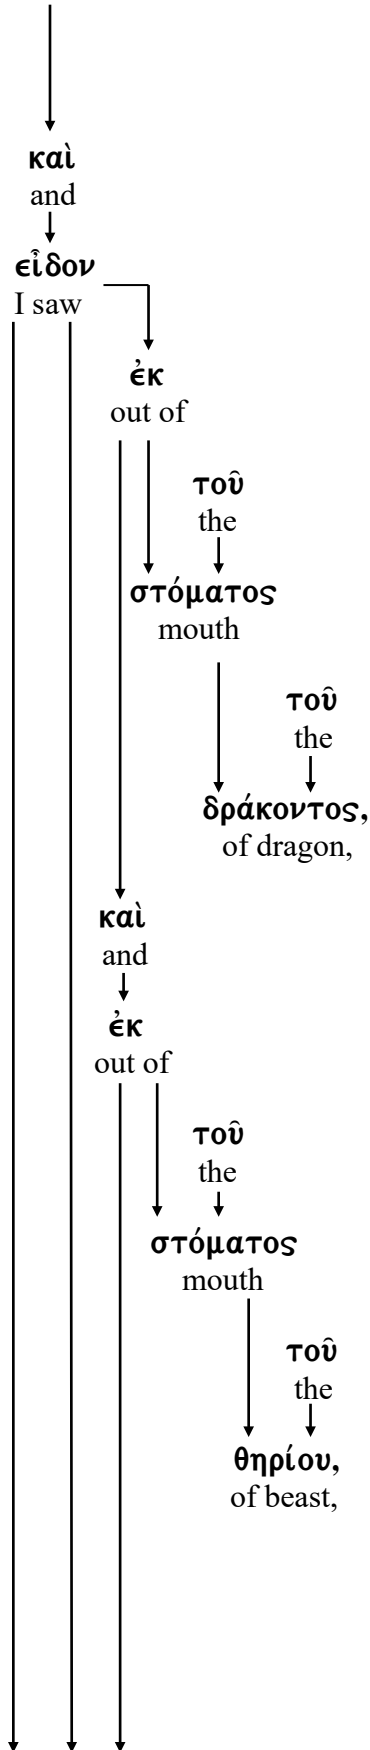 καὶ
and
εἶδον
I saw
ἐκ
out of
τοῦ
the
στόματος
mouth
τοῦ
the
δράκοντος,
of dragon,
καὶ
and
ἐκ
out of
τοῦ
the
στόματος
mouth
τοῦ
the
θηρίου,
of beast,